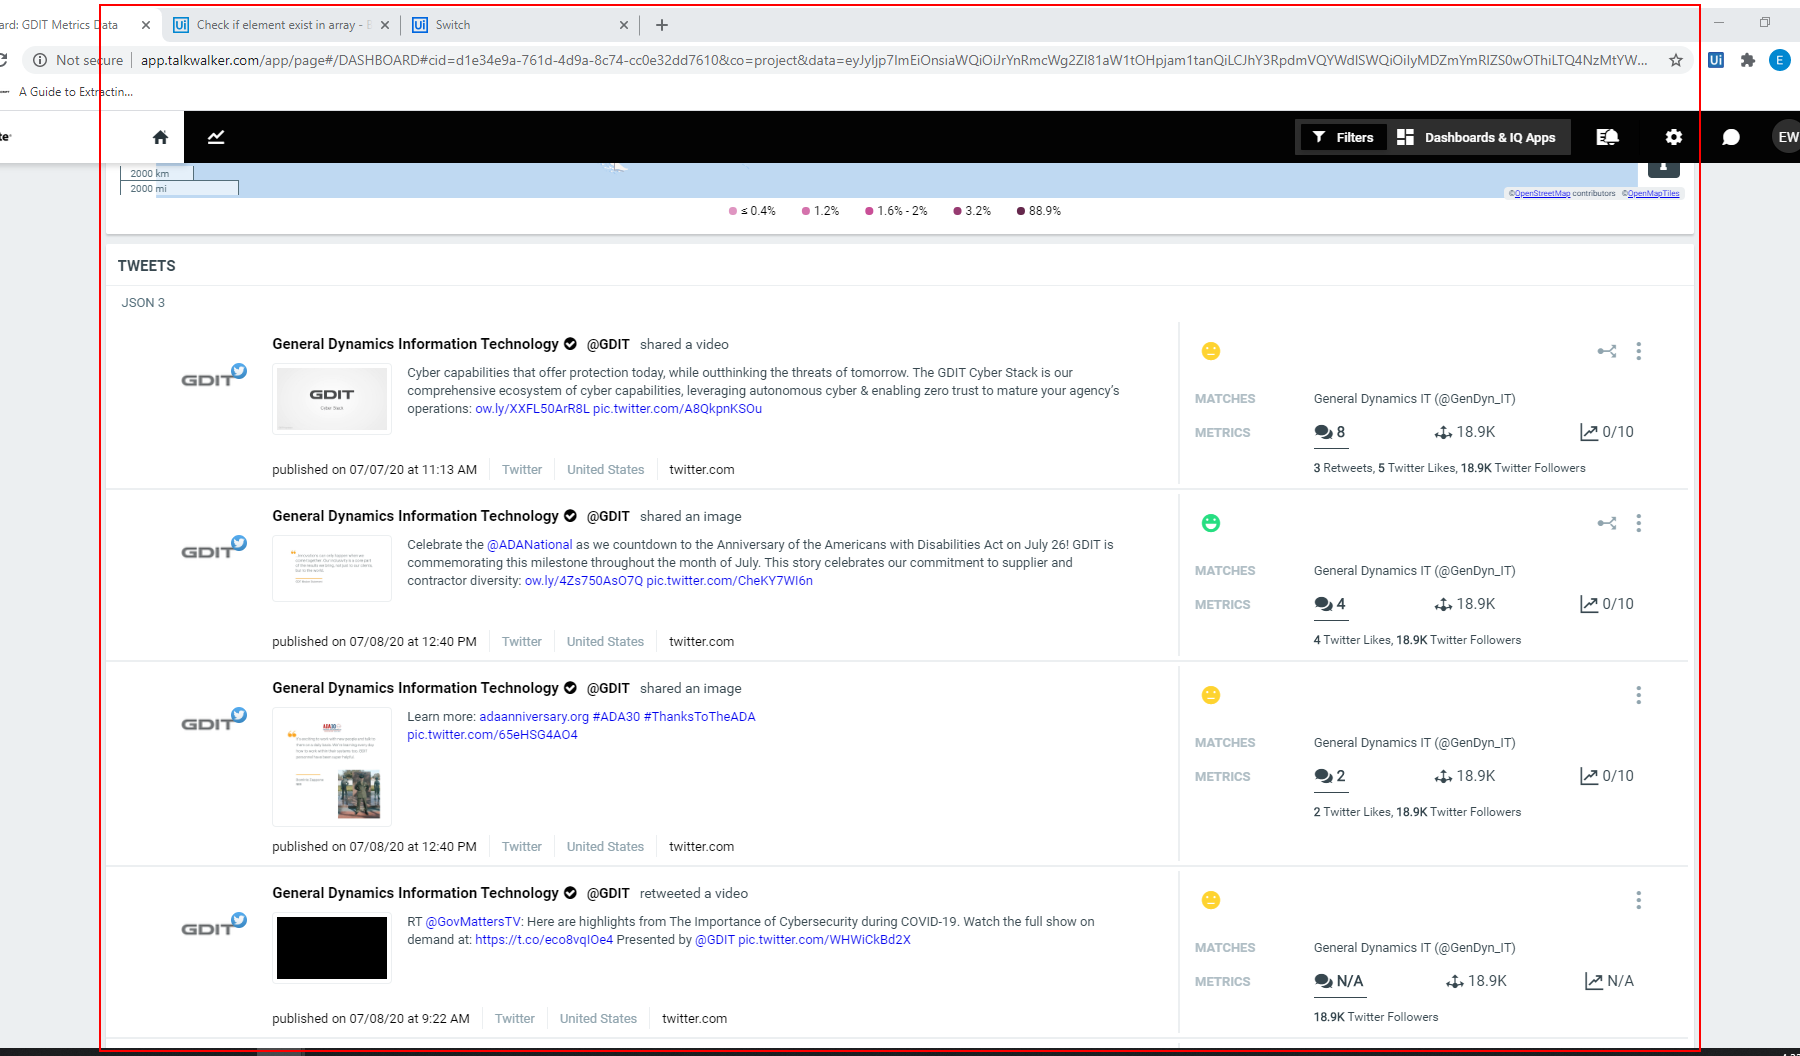 ard: GDIT Metrics Data
Check if element exist in array -
Switch
Not secure
app.talkwalker.com/app/page#/DASHBOARD#cid=d1e34e9a-761d-4d9a-8c74-cc0e32dd7610&co=project&data=
A Guide to Extractin...
te
Filters
Dashboards & IQ Apps
EW
2000 km
2000 mi
©OpenStreetMap contributors ©OpenMapTiles
≤ 0.4% 1.2% 1.6% - 2% 3.2% 88.9%
TWEETS
JSON 3
General Dynamics Information Technology @GDIT shared a video
GDIT
GDIT
Cyber Stack
Cyber capabilities that offer protection today, while outthinking the threats of tomorrow. The GDIT Cyber Stack is our
comprehensive ecosystem of cyber capabilities, leveraging autonomous cyber & enabling zero trust to mature your agency's
operations: ow.ly/XXFL50ArR8L pic.twitter.com/A8QkpnKSOu
published on 07/07/20 at 11:13 AM Twitter United States twitter.com
MATCHES General Dynamics IT (@GenDyn_IT)
METRICS 8 18.9K 0/10
3 Retweets, 5 Twitter Likes, 18.9K Twitter Followers
General Dynamics Information Technology @GDIT shared an image
GDIT
Celebrate the @ADANational as we countdown to the Anniversary of the Americans with Disabilities Act on July 26! GDIT is
commemorating this milestone throughout the month of July. This story celebrates our commitment to supplier and
contractor diversity: ow.ly/4Zs750AsO7Q pic.twitter.com/CheKY7WI6n
published on 07/08/20 at 12:40 PM Twitter United States twitter.com
MATCHES General Dynamics IT (@GenDyn_IT)
METRICS 4 18.9K 0/10
4 Twitter Likes, 18.9K Twitter Followers
General Dynamics Information Technology @GDIT shared an image
GDIT
Learn more: adaanniversary.org #ADA30 #ThanksToTheADA
pic.twitter.com/65eHSG4AO4
published on 07/08/20 at 12:40 PM Twitter United States twitter.com
MATCHES General Dynamics IT (@GenDyn_IT)
METRICS 2 18.9K 0/10
2 Twitter Likes, 18.9K Twitter Followers
General Dynamics Information Technology @GDIT retweeted a video
GDIT
RT @GovMattersTV: Here are highlights from The Importance of Cybersecurity during COVID-19. Watch the full show on
demand at: https://t.co/eco8vqIOe4 Presented by @GDIT pic.twitter.com/WHWiCkBd2X
published on 07/08/20 at 9:22 AM Twitter United States twitter.com
MATCHES General Dynamics IT (@GenDyn_IT)
METRICS N/A 18.9K N/A
18.9K Twitter Followers